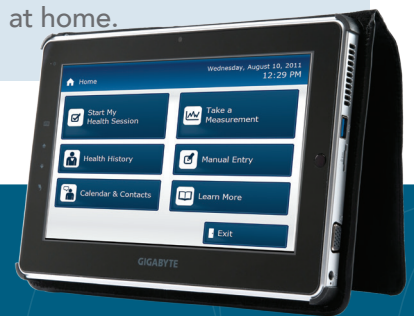 at home.
Wednesday, August 10, 2011
Home
12:29 PM
Start My
Health Session
Take a
Measurement
Health History
Manual Entry
Calendar & Contacts
Learn More
Exit
GIGABYTE